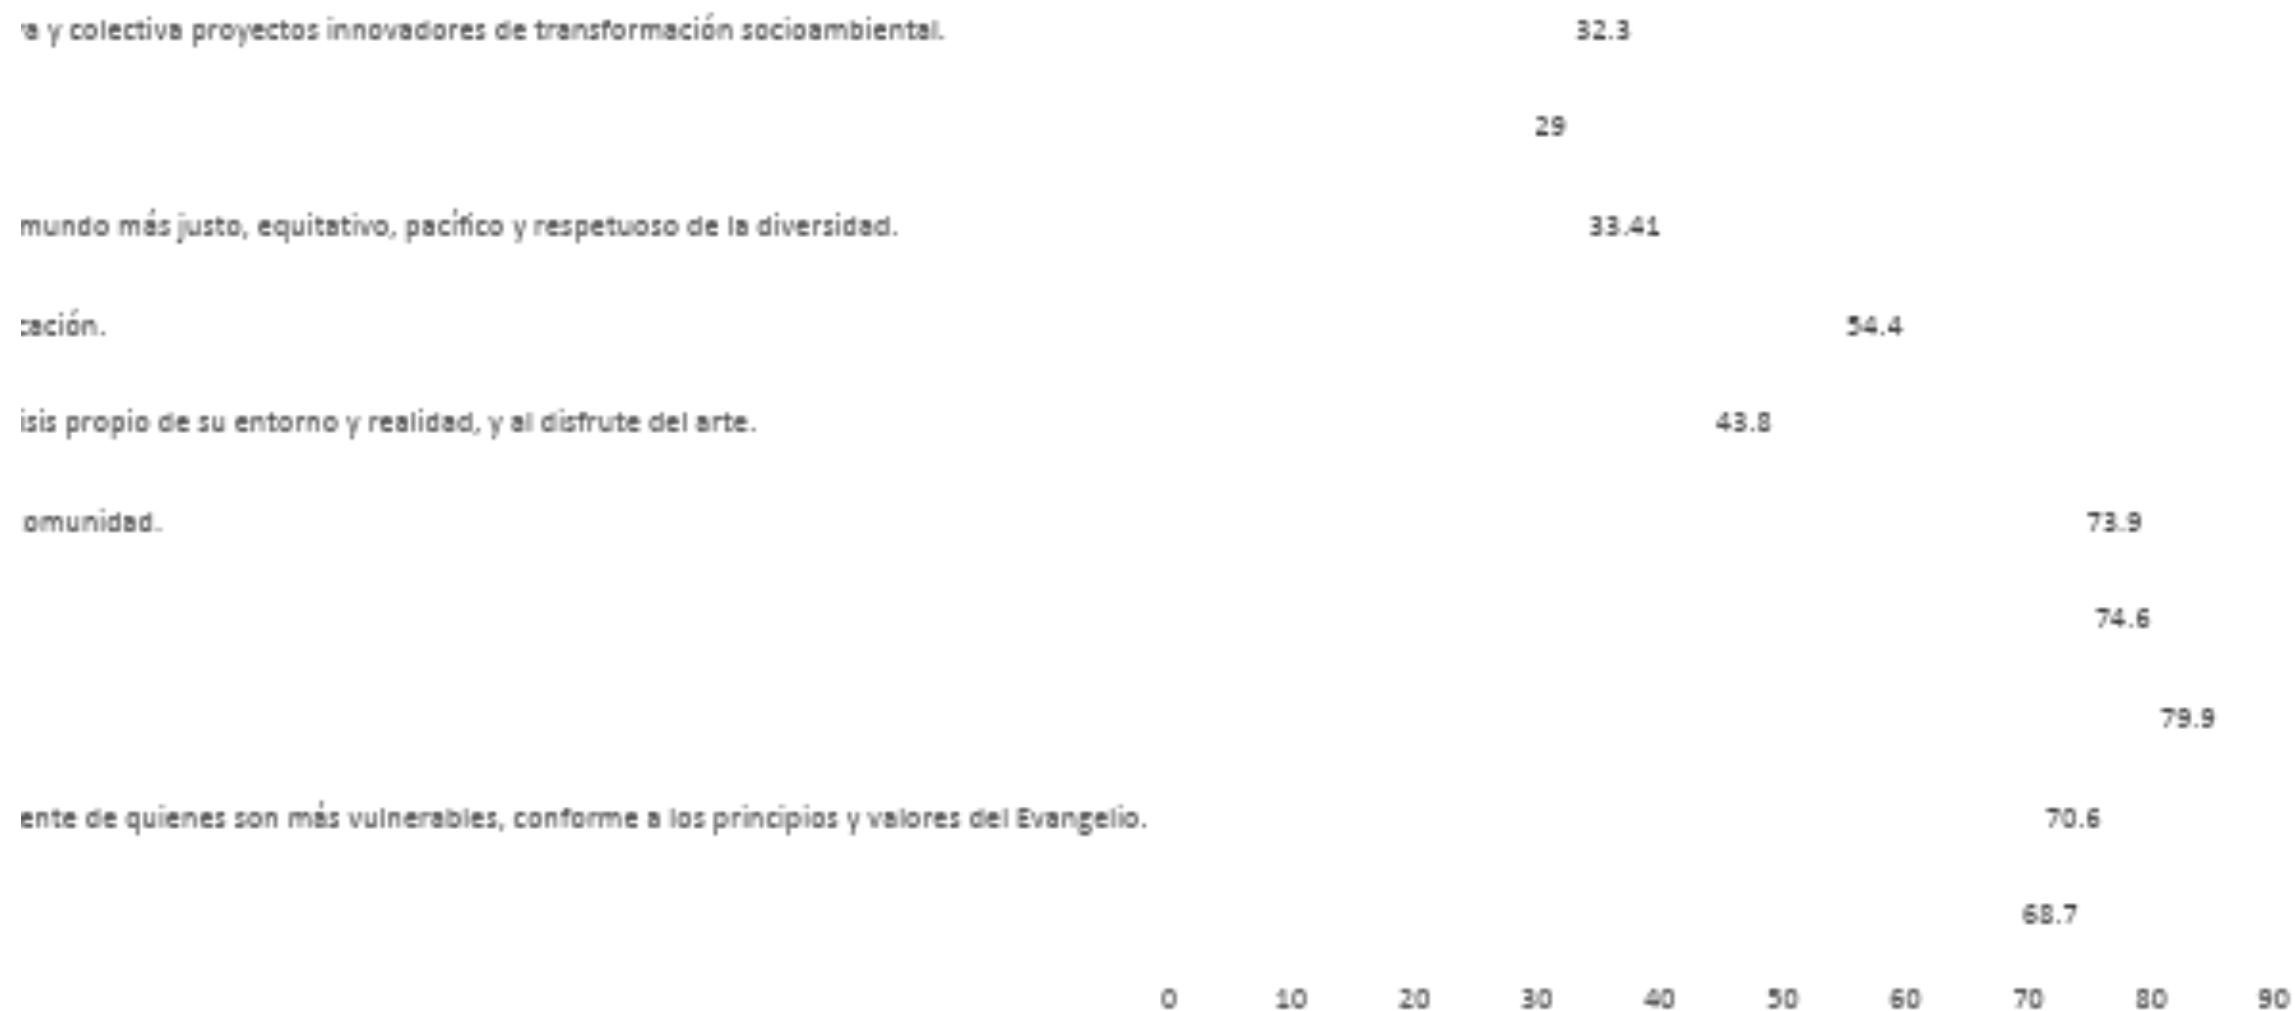 a y colectiva proyectos innovadores de transformación socioambiental. 32.3
29
mundo más justo, equitativo, pacífico y respetuoso de la diversidad. 33.41
cación. 54.4
isis propio de su entorno y realidad, y al disfrute del arte. 43.8
omunidad. 73.9
74.6
79.9
ente de quienes son más vulnerables, conforme a los principios y valores del Evangelio. 70.6
68.7
0 10 20 30 40 50 60 70 80 90